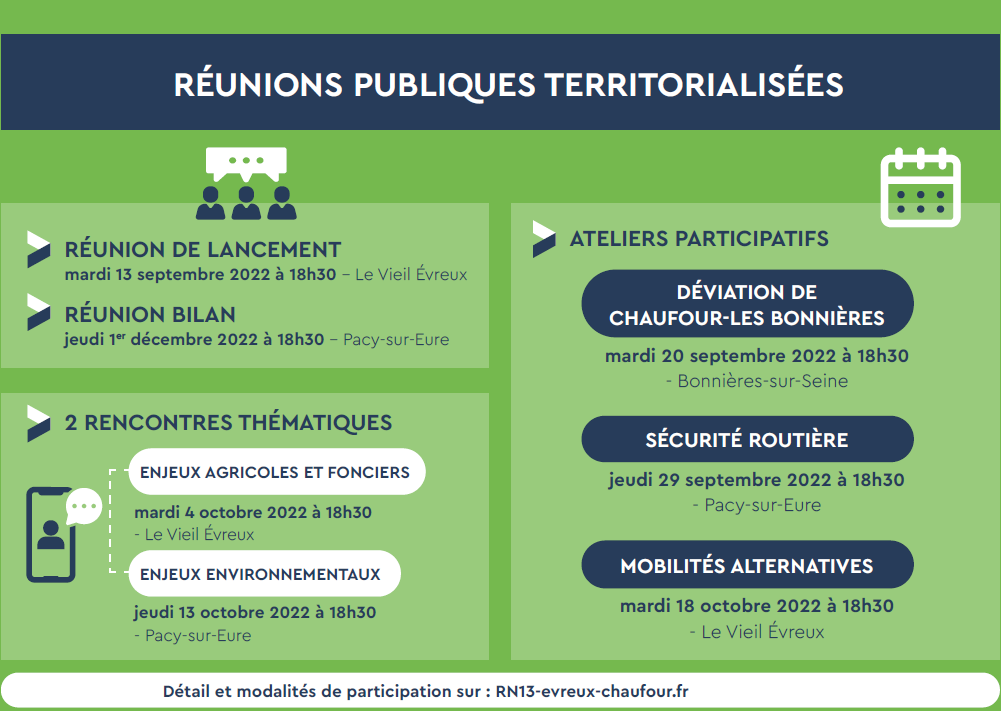 RÉUNIONS PUBLIQUES TERRITORIALISÉES
RÉUNION DE LANCEMENT
mardi 13 septembre 2022 à 18h30 – Le Vieil Évreux
RÉUNION BILAN
jeudi 1er décembre 2022 à 18h30 – Pacy-sur-Eure
2 RENCONTRES THÉMATIQUES
ENJEUX AGRICOLES ET FONCIERS
mardi 4 octobre 2022 à 18h30
- Le Vieil Évreux
ENJEUX ENVIRONNEMENTAUX
jeudi 13 octobre 2022 à 18h30
- Pacy-sur-Eure
ATELIERS PARTICIPATIFS
DÉVIATION DE
CHAUFOUR-LES BONNIÈRES
mardi 20 septembre 2022 à 18h30
- Bonnières-sur-Seine
SÉCURITÉ ROUTIÈRE
jeudi 29 septembre 2022 à 18h30
- Pacy-sur-Eure
MOBILITÉS ALTERNATIVES
mardi 18 octobre 2022 à 18h30
- Le Vieil Évreux
Détail et modalités de participation sur : RN13-evreux-chaufour.fr